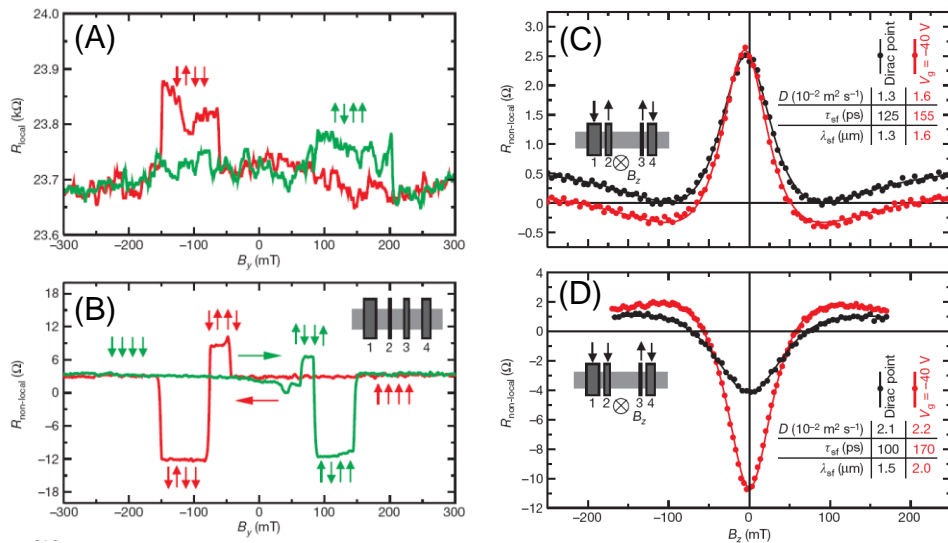 (A)
R_local (kΩ)
24.0
23.9
23.8
23.7
23.6
−300 −200 −100 0 100 200 300
B_y (mT)
(B)
R_non-local (Ω)
18
12
6
0
−6
−12
−18
1 2 3 4
−300 −200 −100 0 100 200 300
B_y (mT)
(C)
R_non-local (Ω)
3.0
2.5
2.0
1.5
1.0
0.5
0
−0.5
1 2 3 4
B_z
Dirac point
V_g = −40 V
D (10⁻² m² s⁻¹) 1.3 1.6
τ_sf (ps) 125 155
λ_sf (μm) 1.3 1.6
(D)
R_non-local (Ω)
4
2
0
−2
−4
−6
−8
−10
−12
1 2 3 4
B_z
Dirac point
V_g = −40 V
D (10⁻² m² s⁻¹) 2.1 2.2
τ_sf (ps) 100 170
λ_sf (μm) 1.5 2.0
−200 −100 0 100 200
B_z (mT)